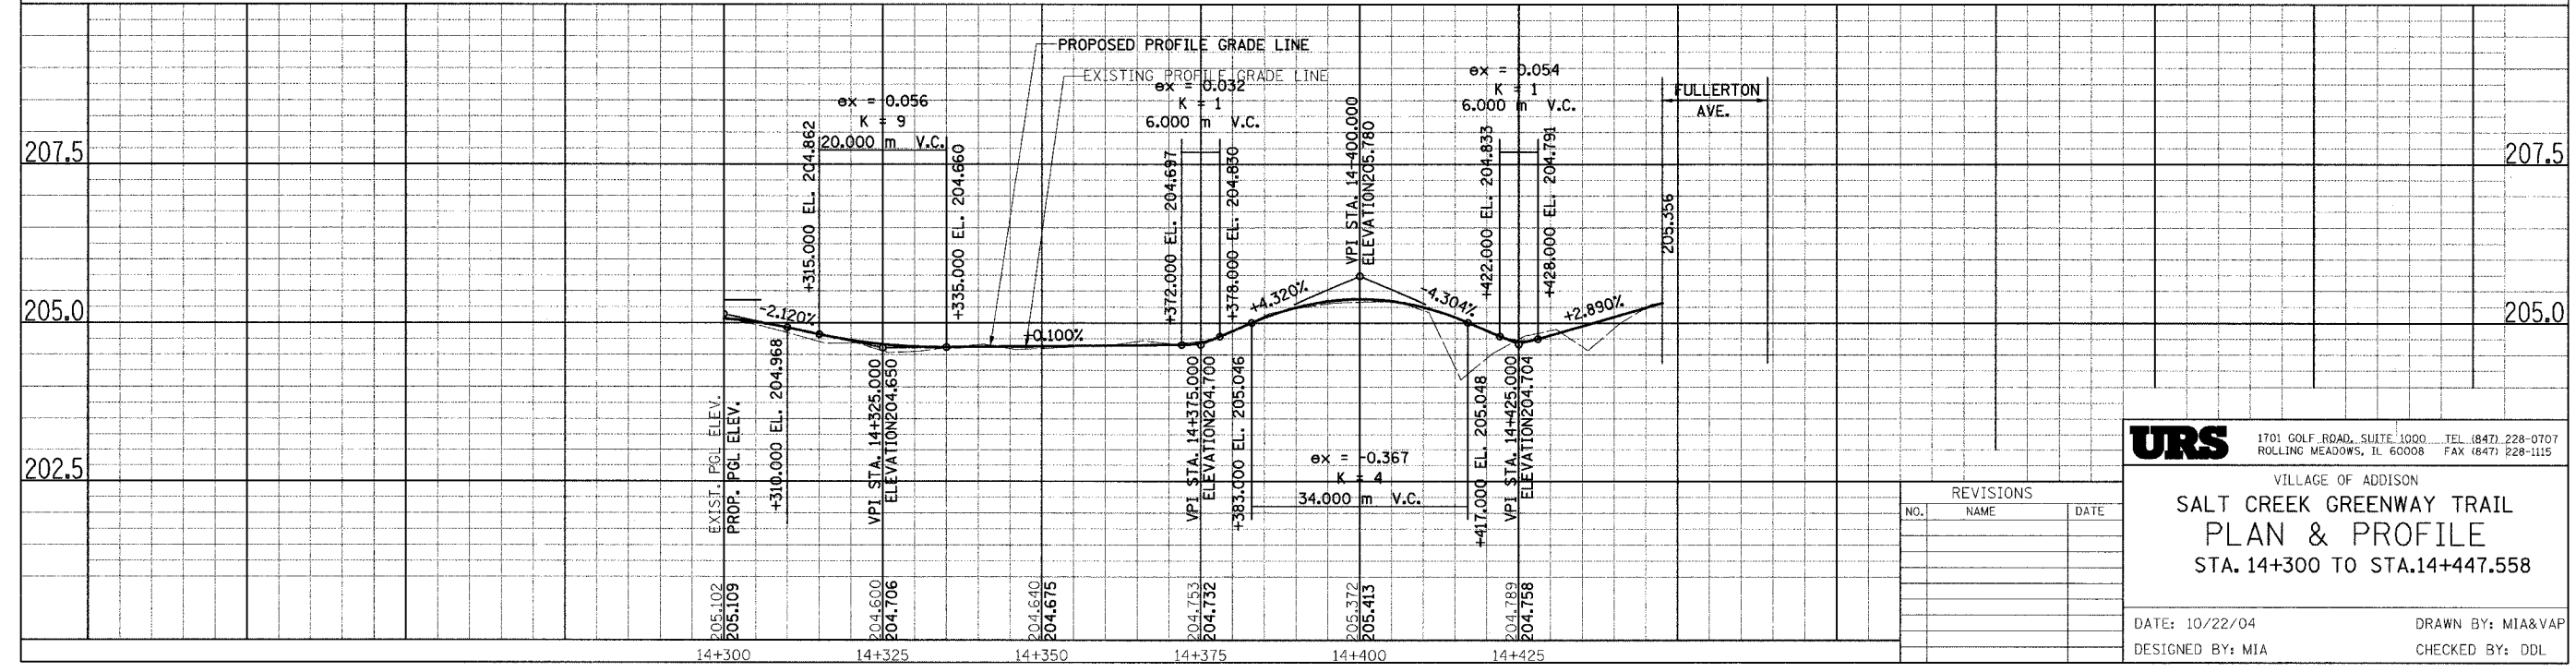 PROPOSED PROFILE GRADE LINE
EXISTING PROFILE GRADE LINE
ex = 0.056
K = 9
20.000 m V.C.
ex = 0.032
K = 1
6.000 m V.C.
ex = 0.054
K = 1
6.000 m V.C.
FULLERTON
AVE.
207.5
207.5
205.0
205.0
202.5
+315.000 EL. 204.862
+335.000 EL. 204.660
+372.000 EL. 204.697
+378.000 EL. 204.830
VPI STA. 14-400.000
ELEVATION205.780
+422.000 EL. 204.833
+428.000 EL. 204.791
205.356
-2.120%
+0.100%
+4.320%
-4.304%
+2.890%
EXIST. PGL ELEV.
PROP. PGL ELEV.
+310.000 EL. 204.968
VPI STA. 14+325.000
ELEVATION204.650
VPI STA. 14+375.000
ELEVATION204.700
+383.000 EL. 205.046
ex = -0.367
K = 4
34.000 m V.C.
+417.000 EL. 205.048
VPI STA. 14+425.000
ELEVATION204.704
205.102
205.109
204.600
204.706
204.640
204.675
204.753
204.732
205.372
205.413
204.789
204.758
14+300
14+325
14+350
14+375
14+400
14+425
REVISIONS
NO. NAME DATE
URS
1701 GOLF ROAD, SUITE 1000 TEL (847) 228-0707
ROLLING MEADOWS, IL 60008 FAX (847) 228-1115
VILLAGE OF ADDISON
SALT CREEK GREENWAY TRAIL
PLAN & PROFILE
STA. 14+300 TO STA.14+447.558
DATE: 10/22/04 DRAWN BY: MIA&VAP
DESIGNED BY: MIA CHECKED BY: DDL